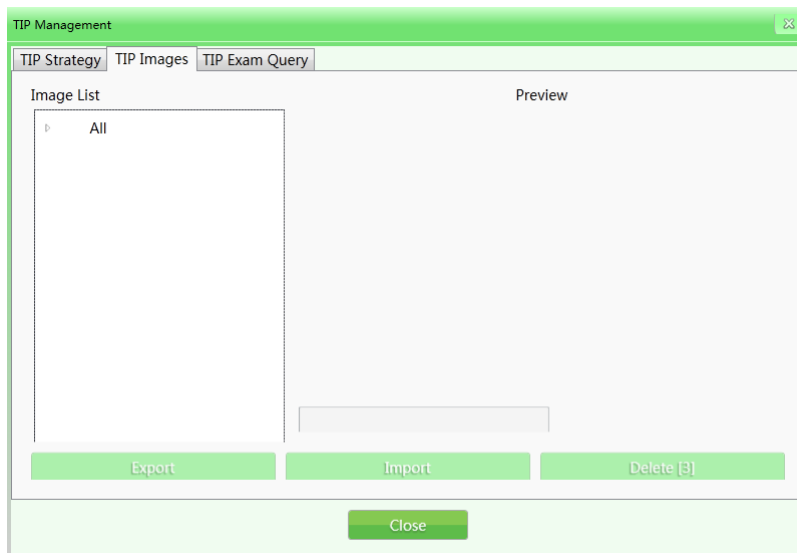 TIP Management
TIP Strategy TIP Images TIP Exam Query
Image List Preview
All
Export Import Delete [3]
Close